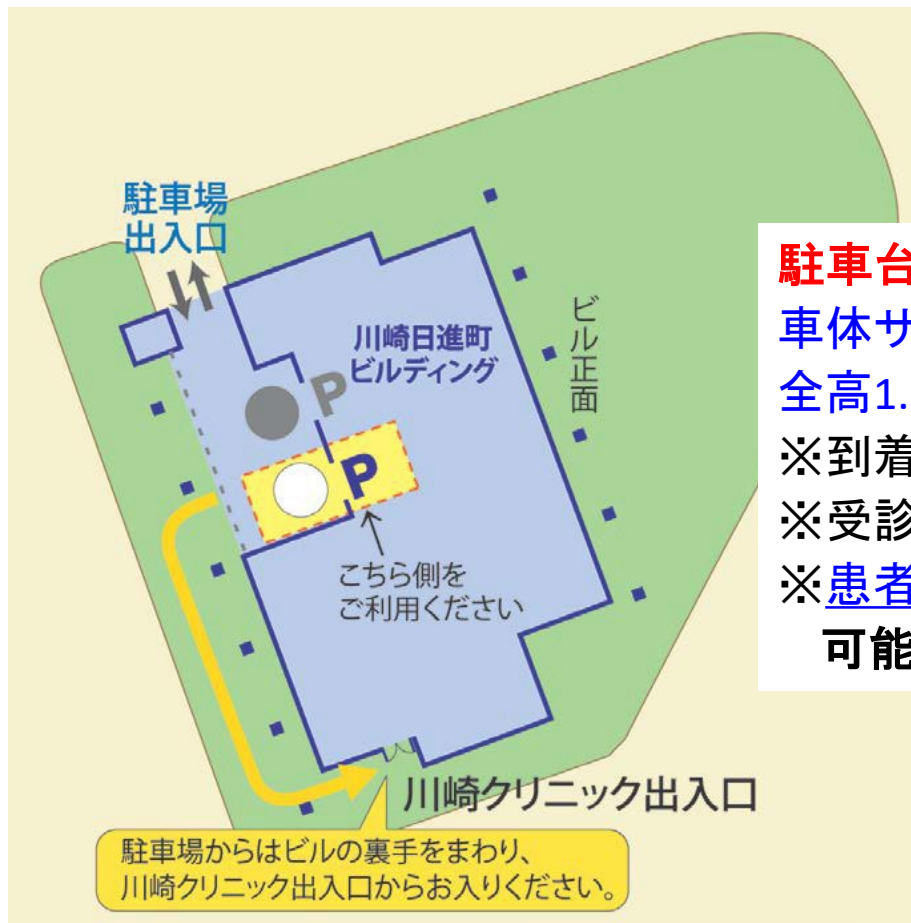 駐車場
出入口
川崎日進町
ビルディング
ビル正面
P
P
こちら側を
ご利用ください
川崎クリニック出入口
駐車場からはビルの裏手をまわり、
川崎クリニック出入口からお入りください。
駐車台
車体サ
全高1.
※到着
※受診
※患者
可能